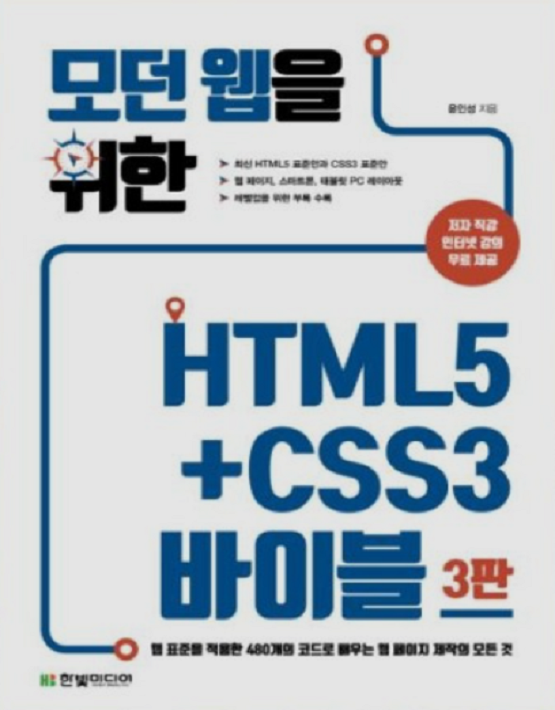 모던 웹을
위한
윤인성 지음
➤ 최신 HTML5 표준안과 CSS3 표준안
➤ 웹 페이지, 스마트폰, 태블릿 PC 레이아웃
➤ 레벨업을 위한 부록 수록
저자 직강
인터넷 강의
무료 제공
HTML5
+CSS3
바이블 3판
웹 표준을 적용한 480개의 코드로 배우는 웹 페이지 제작의 모든 것
HB 한빛미디어